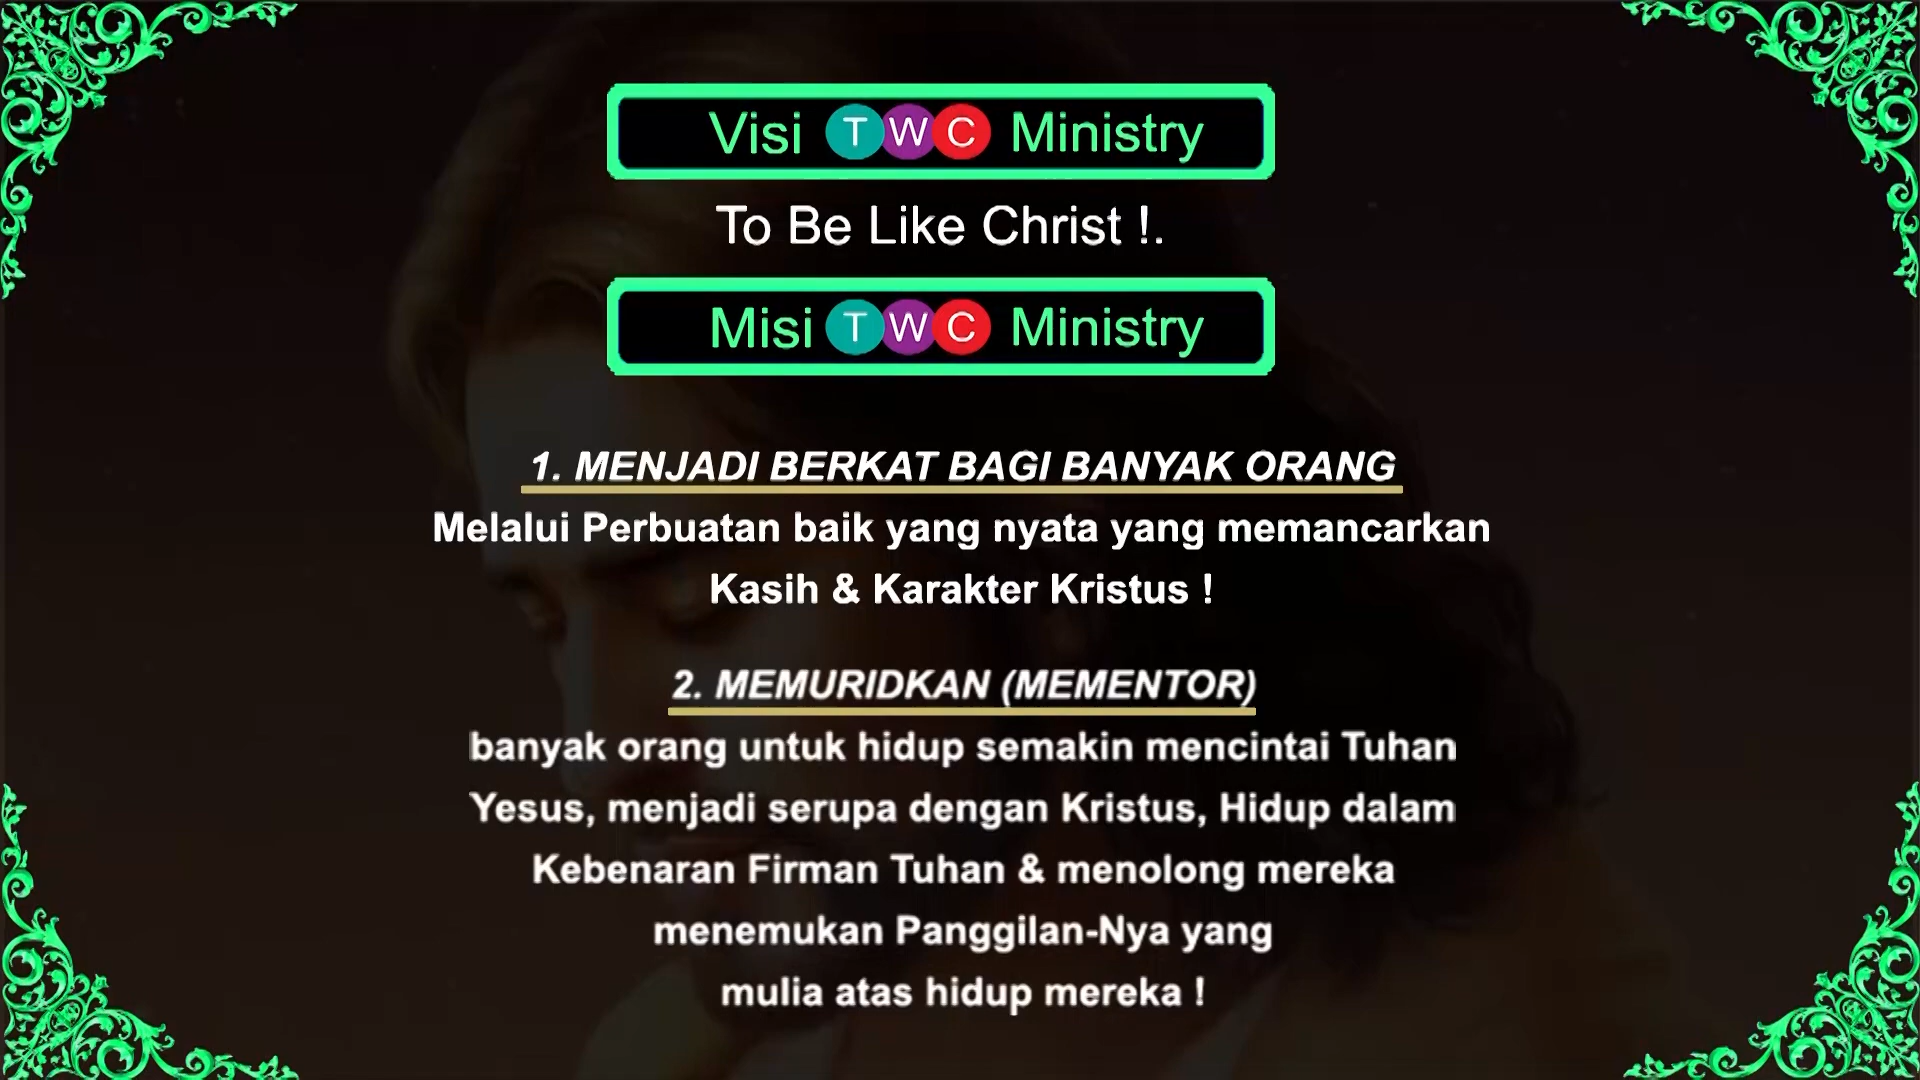 Visi TWC Ministry
To Be Like Christ !.
Misi TWC Ministry
1. MENJADI BERKAT BAGI BANYAK ORANG
Melalui Perbuatan baik yang nyata yang memancarkan
Kasih & Karakter Kristus !
2. MEMURIDKAN (MEMENTOR)
banyak orang untuk hidup semakin mencintai Tuhan
Yesus, menjadi serupa dengan Kristus, Hidup dalam
Kebenaran Firman Tuhan & menolong mereka
menemukan Panggilan-Nya yang
mulia atas hidup mereka !